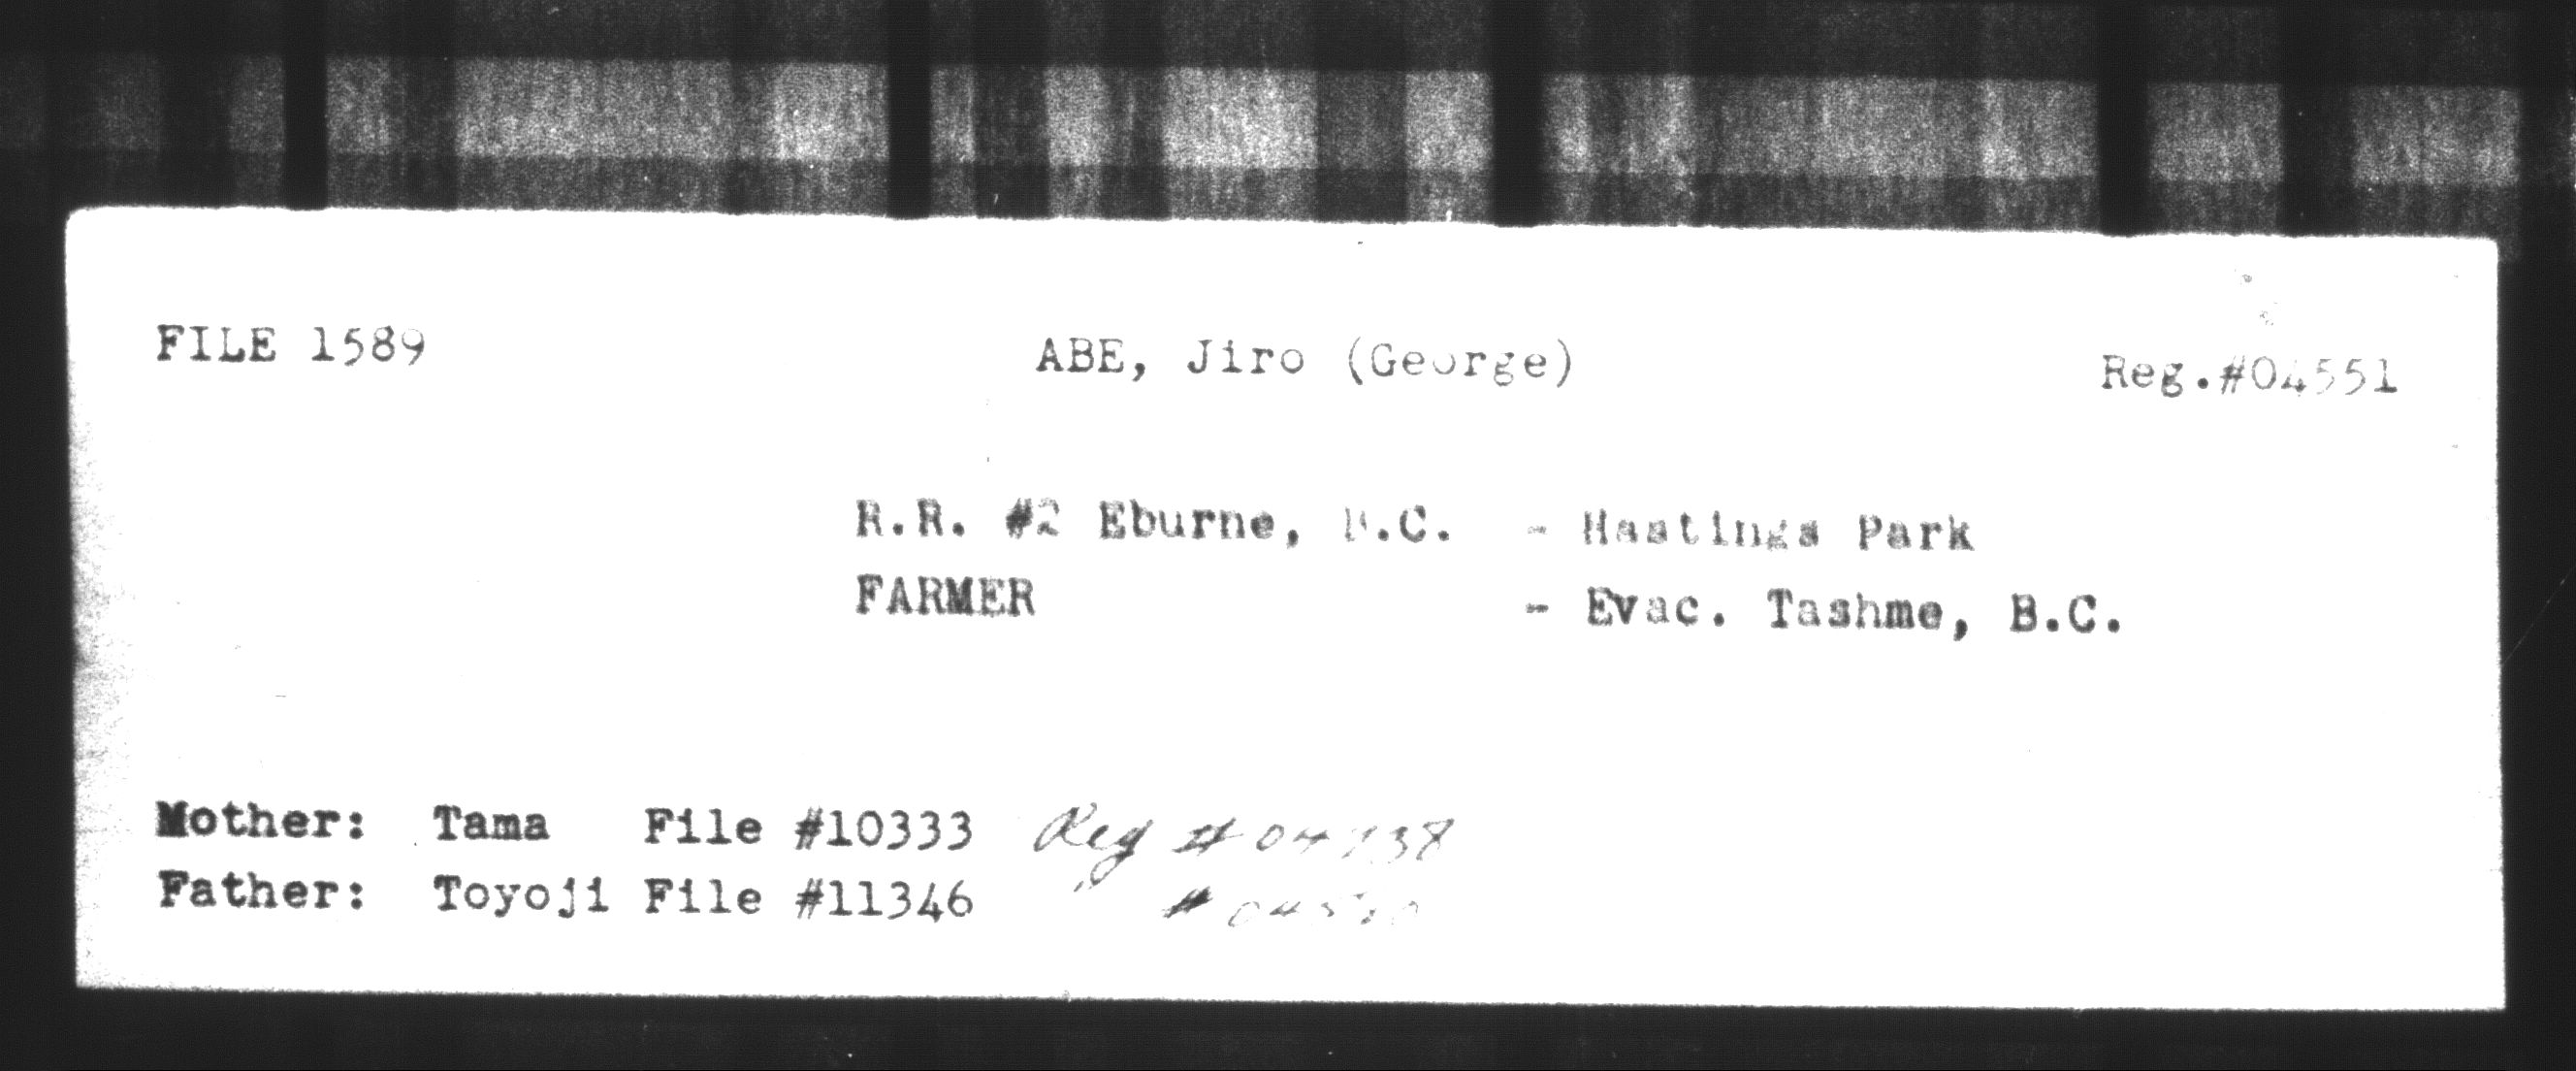 FILE 1589 ABE, Jiro (George) Reg.#04551
R.R. #2 Eburne, B.C. - Hastings Park
FARMER - Evac. Tashme, B.C.
Mother: Tama File #10333 Reg #
Father: Toyoji File #11346 " #